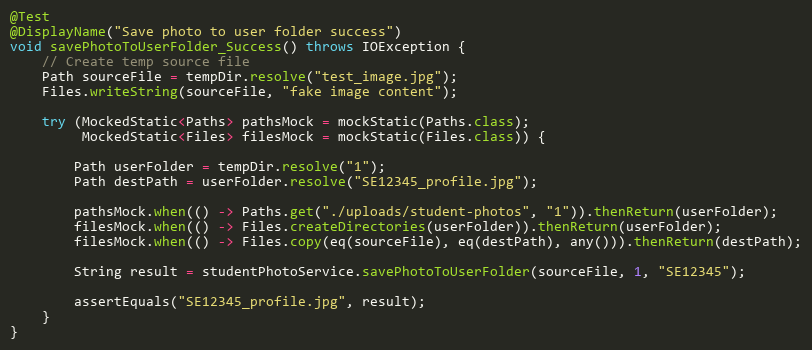 @Test
@DisplayName("Save photo to user folder success")
void savePhotoToUserFolder_Success() throws IOException {
    // Create temp source file
    Path sourceFile = tempDir.resolve("test_image.jpg");
    Files.writeString(sourceFile, "fake image content");

    try (MockedStatic<Paths> pathsMock = mockStatic(Paths.class);
         MockedStatic<Files> filesMock = mockStatic(Files.class)) {

        Path userFolder = tempDir.resolve("1");
        Path destPath = userFolder.resolve("SE12345_profile.jpg");

        pathsMock.when(() -> Paths.get("./uploads/student-photos", "1")).thenReturn(userFolder);
        filesMock.when(() -> Files.createDirectories(userFolder)).thenReturn(userFolder);
        filesMock.when(() -> Files.copy(eq(sourceFile), eq(destPath), any())).thenReturn(destPath);

        String result = studentPhotoService.savePhotoToUserFolder(sourceFile, 1, "SE12345");

        assertEquals("SE12345_profile.jpg", result);
    }
}